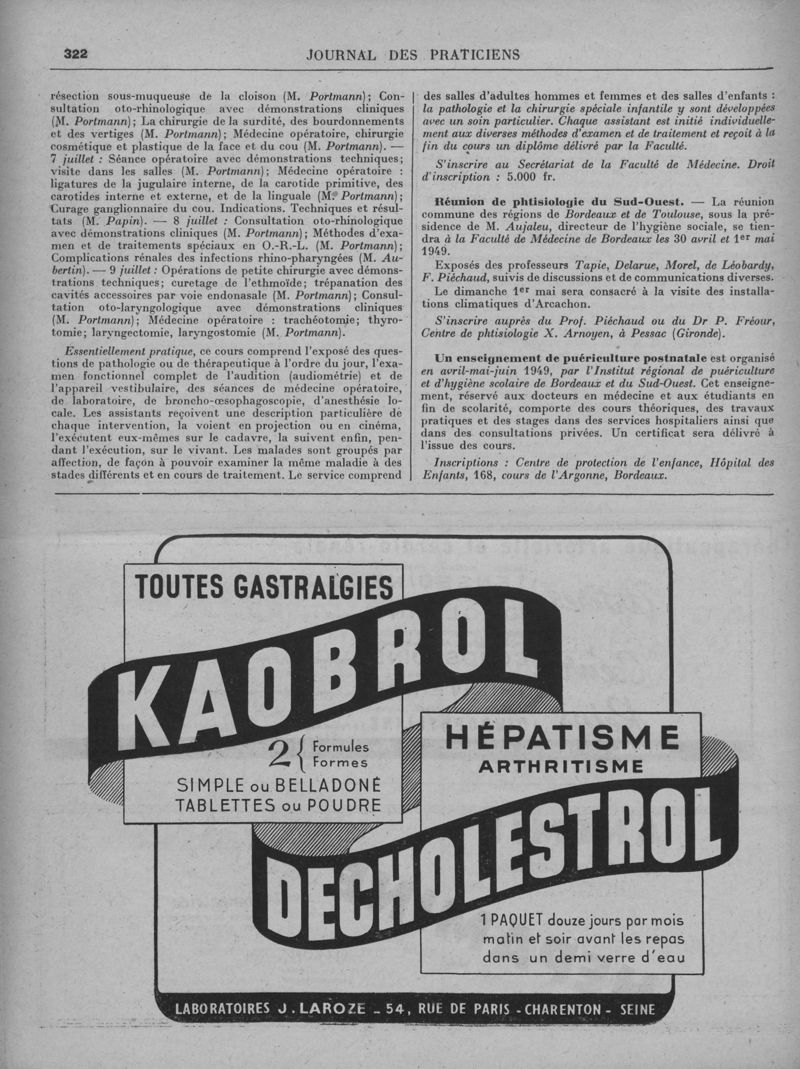 322
JOURNAL DES PRATICIENS
résection sous-muqueuse de la cloison (M. Portmann); Con-
sultation oto-rhinologique avec démonstrations cliniques
(M. Portmann); La chirurgie de la surdité, des bourdonnements
et des vertiges (M. Portmann); Médecine opératoire, chirurgie
cosmétique et plastique de la face et du cou (M. Portmann). —
7 juillet : Séance opératoire avec démonstrations techniques;
visite dans les salles (M. Portmann); Médecine opératoire :
ligatures de la jugulaire interne, de la carotide primitive, des
carotides interne et externe, et de la linguale (M. Portmann);
Curage ganglionnaire du cou. Indications. Techniques et résul-
tats (M. Papin). — 8 juillet : Consultation oto-rhinologique
avec démonstrations cliniques (M. Portmann); Méthodes d'exa-
men et de traitements spéciaux en O.-R.-L. (M. Portmann);
Complications rénales des infections rhino-pharyngées (M. Au-
bertin). — 9 juillet : Opérations de petite chirurgie avec démons-
trations techniques; curetage de l'ethmoïde; trépanation des
cavités accessoires par voie endonasale (M. Portmann); Consul-
tation oto-laryngologique avec démonstrations cliniques
(M. Portmann); Médecine opératoire : trachéotomie; thyro-
tomie; laryngectomie, laryngostomie (M. Portmann).
Essentiellement pratique, ce cours comprend l'exposé des ques-
tions de pathologie ou de thérapeutique à l'ordre du jour, l'exa-
men fonctionnel complet de l'audition (audiométrie) et de
l'appareil vestibulaire, des séances de médecine opératoire,
de laboratoire, de broncho-œsophagoscopie, d'anesthésie lo-
cale. Les assistants reçoivent une description particulière de
chaque intervention, la voient en projection ou en cinéma,
l'exécutent eux-mêmes sur le cadavre, la suivent enfin, pen-
dant l'exécution, sur le vivant. Les malades sont groupés par
affection, de façon à pouvoir examiner la même maladie à des
stades différents et en cours de traitement. Le service comprend
des salles d'adultes hommes et femmes et des salles d'enfants :
la pathologie et la chirurgie spéciale infantile y sont développées
avec un soin particulier. Chaque assistant est initié individuelle-
ment aux diverses méthodes d'examen et de traitement et reçoit à la
fin du cours un diplôme délivré par la Faculté.
S'inscrire au Secrétariat de la Faculté de Médecine. Droit
d'inscription : 5.000 fr.
Réunion de phtisiologie du Sud-Ouest. — La réunion
commune des régions de Bordeaux et de Toulouse, sous la pré-
sidence de M. Aujaleu, directeur de l'hygiène sociale, se tien-
dra à la Faculté de Médecine de Bordeaux les 30 avril et 1er mai
1949.
Exposés des professeurs Tapie, Delarue, Morel, de Léobardy,
F. Piéchaud, suivis de discussions et de communications diverses.
Le dimanche 1er mai sera consacré à la visite des installa-
tions climatiques d'Arcachon.
S'inscrire auprès du Prof. Piéchaud ou du Dr P. Fréour,
Centre de phtisiologie X. Arnoyen, à Pessac (Gironde).
Un enseignement de puériculture postnatale est organisé
en avril-mai-juin 1949, par l'Institut régional de puériculture
et d'hygiène scolaire de Bordeaux et du Sud-Ouest. Cet enseigne-
ment, réservé aux docteurs en médecine et aux étudiants en
fin de scolarité, comporte des cours théoriques, des travaux
pratiques et des stages dans des services hospitaliers ainsi que
dans des consultations privées. Un certificat sera délivré à
l'issue des cours.
Inscriptions : Centre de protection de l'enfance, Hôpital des
Enfants, 168, cours de l'Argonne, Bordeaux.
TOUTES GASTRALGIES
KAOBROL
2 { Formules
Formes
SIMPLE ou BELLADONÉ
TABLETTES ou POUDRE
HÉPATISME
ARTHRITISME
DECHOLESTROL
1 PAQUET douze jours par mois
matin et soir avant les repas
dans un demi verre d'eau
LABORATOIRES J. LAROZE - 54, RUE DE PARIS - CHARENTON - SEINE